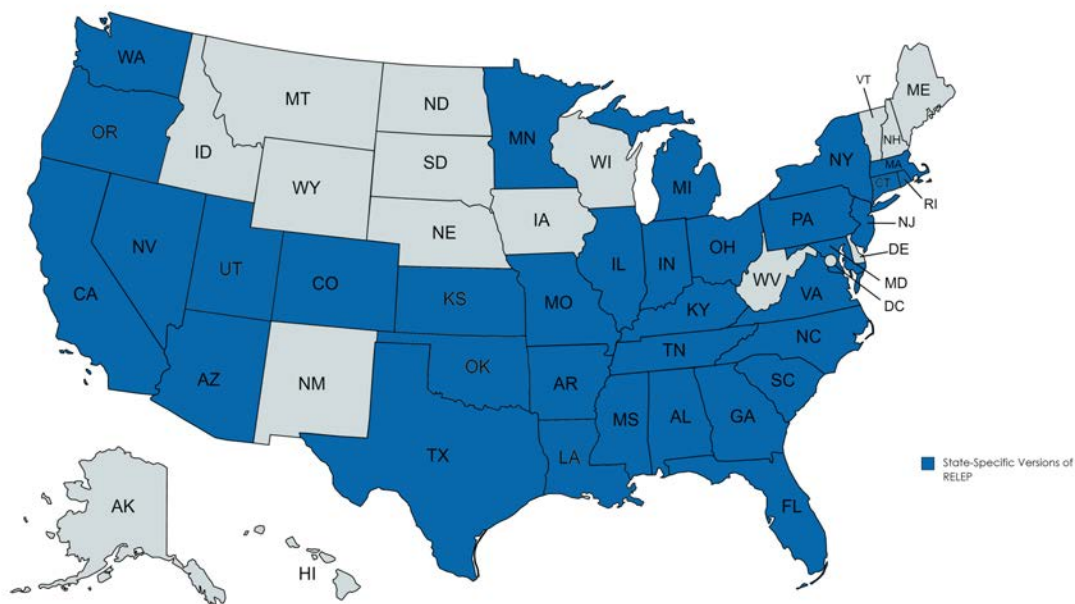 WA
MT
ND
MN
VT
ME
OR
ID
SD
WI
NH
NY
MA
WY
MI
CT
RI
IA
PA
NJ
NE
OH
DE
NV
UT
IL
IN
WV
MD
CO
VA
DC
CA
KS
MO
KY
NC
TN
OK
AZ
NM
AR
SC
MS
AL
GA
TX
LA
State-Specific Versions of
RELEP
FL
AK
HI